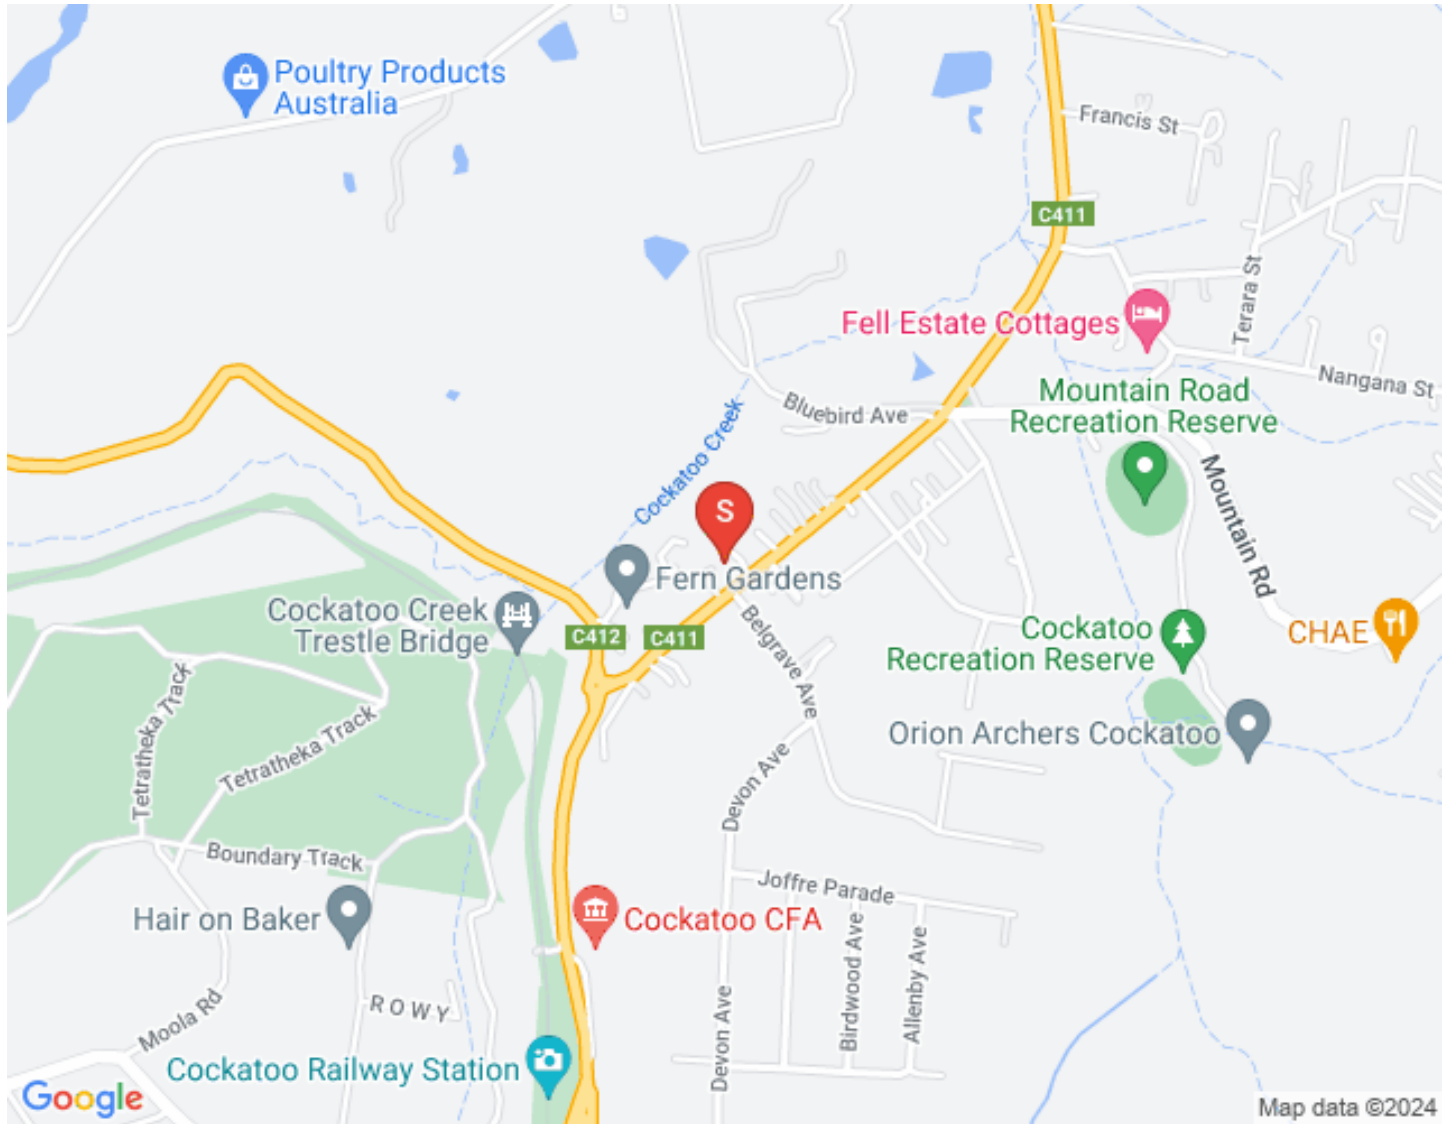 Poultry Products
Australia
Francis St
C411
Terara St
Fell Estate Cottages
Nangana St
Mountain Road
Recreation Reserve
Bluebird Ave
Cockatoo Creek
Mountain Rd
S
Fern Gardens
Cockatoo Creek
Trestle Bridge
C412
C411
Belgrave Ave
Cockatoo
Recreation Reserve
CHAE
Tetratheka Track
Tetratheka Track
Orion Archers Cockatoo
Devon Ave
Boundary Track
Joffre Parade
Hair on Baker
Cockatoo CFA
Birdwood Ave
Allenby Ave
ROWY
Moola Rd
Devon Ave
Cockatoo Railway Station
Google
Map data ©2024